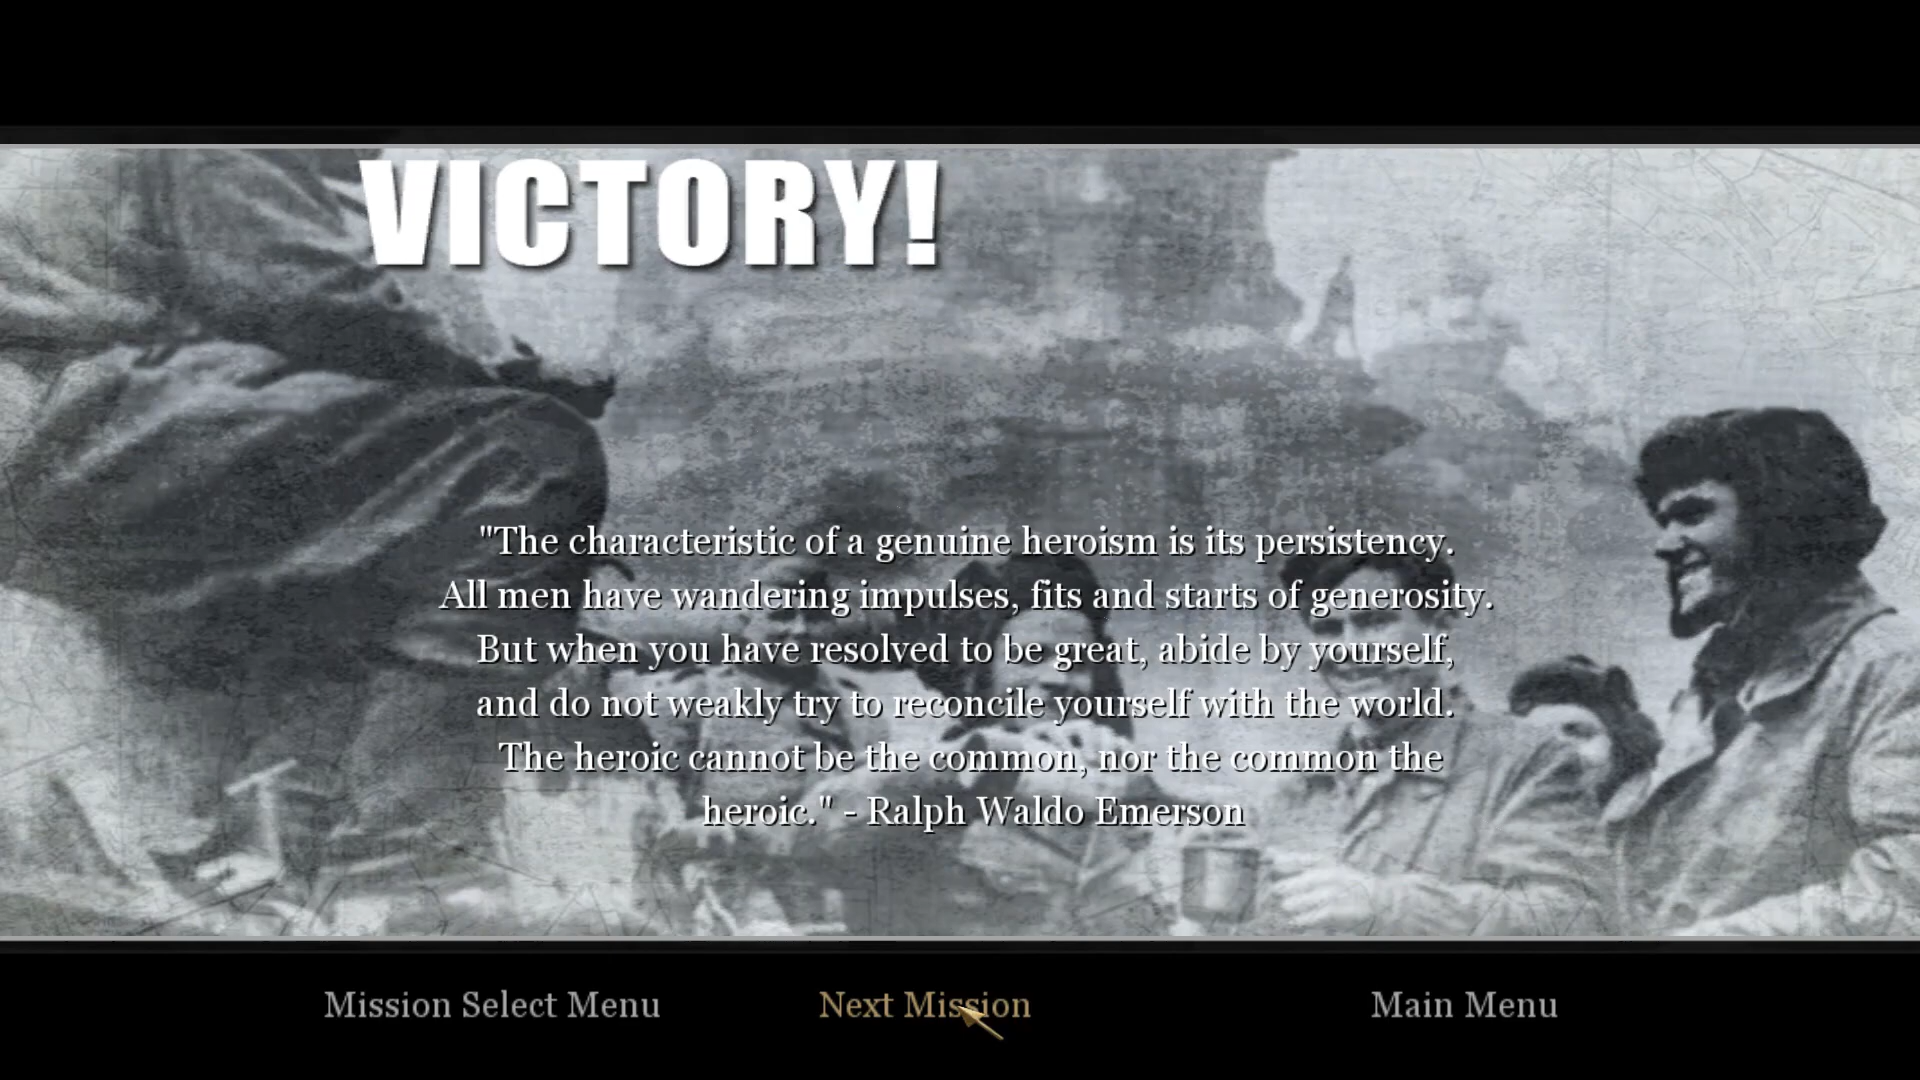 VICTORY!
"The characteristic of a genuine heroism is its persistency.
All men have wandering impulses, fits and starts of generosity.
But when you have resolved to be great, abide by yourself,
and do not weakly try to reconcile yourself with the world.
The heroic cannot be the common, nor the common the
heroic." - Ralph Waldo Emerson
Mission Select Menu
Next Mission
Main Menu